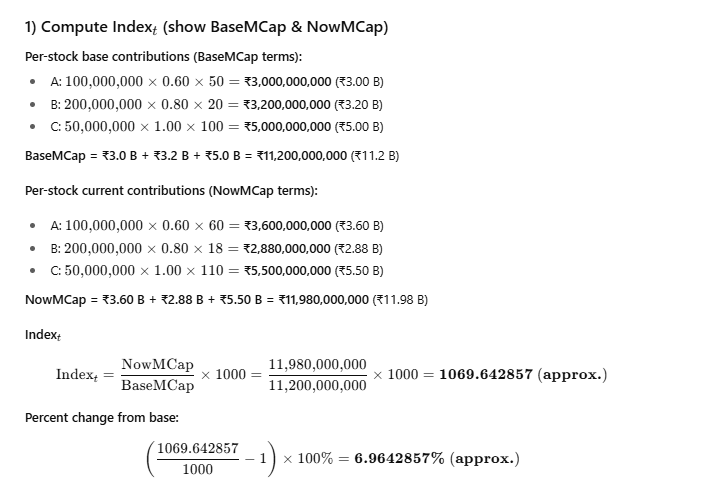 1) Compute Indexₜ (show BaseMCap & NowMCap)
Per-stock base contributions (BaseMCap terms):
• A: 100,000,000 × 0.60 × 50 = ₹3,000,000,000 (₹3.00 B)
• B: 200,000,000 × 0.80 × 20 = ₹3,200,000,000 (₹3.20 B)
• C: 50,000,000 × 1.00 × 100 = ₹5,000,000,000 (₹5.00 B)
BaseMCap = ₹3.0 B + ₹3.2 B + ₹5.0 B = ₹11,200,000,000 (₹11.2 B)
Per-stock current contributions (NowMCap terms):
• A: 100,000,000 × 0.60 × 60 = ₹3,600,000,000 (₹3.60 B)
• B: 200,000,000 × 0.80 × 18 = ₹2,880,000,000 (₹2.88 B)
• C: 50,000,000 × 1.00 × 110 = ₹5,500,000,000 (₹5.50 B)
NowMCap = ₹3.60 B + ₹2.88 B + ₹5.50 B = ₹11,980,000,000 (₹11.98 B)
Indexₜ
Indexₜ = NowMCap/BaseMCap × 1000 = 11,980,000,000/11,200,000,000 × 1000 = 1069.642857 (approx.)
Percent change from base:
(1069.642857/1000 − 1) × 100% = 6.9642857% (approx.)